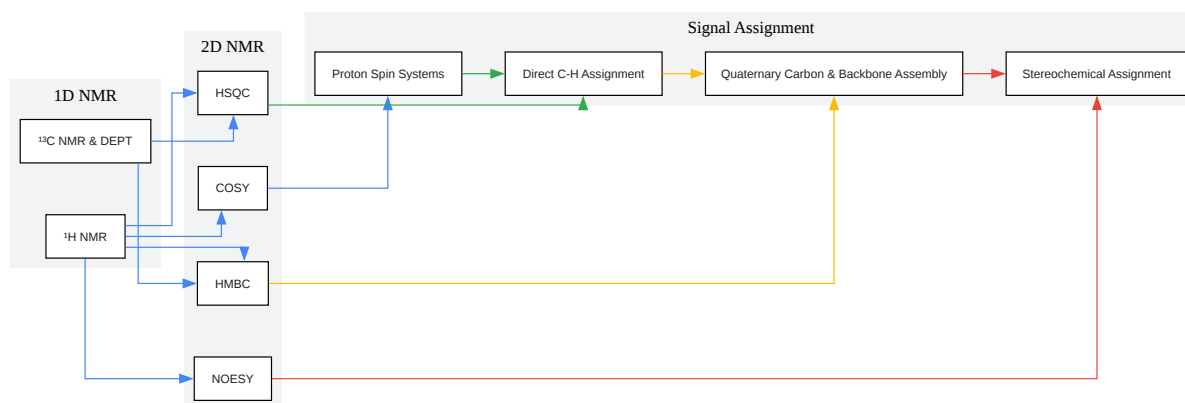 Signal Assignment
2D NMR
1D NMR
Proton Spin Systems
Direct C-H Assignment
Quaternary Carbon & Backbone Assembly
Stereochemical Assignment
HSQC
¹³C NMR & DEPT
COSY
¹H NMR
HMBC
NOESY